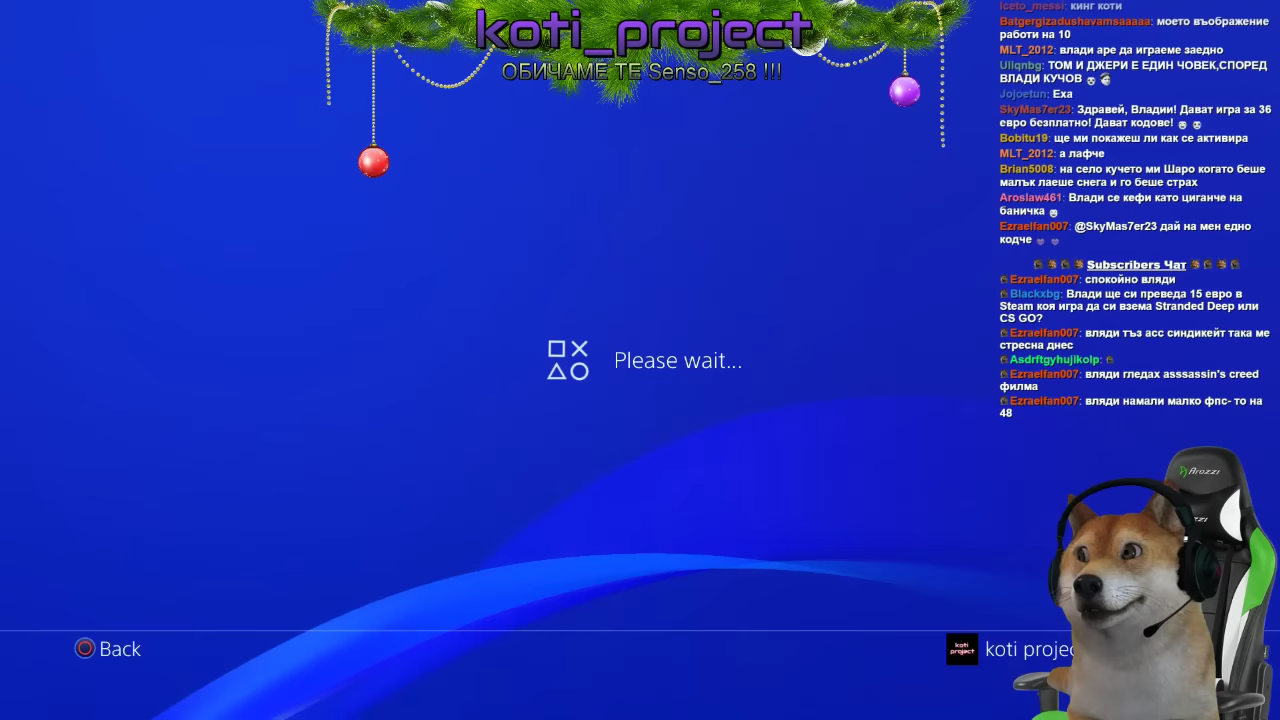 koti_project
ОБИЧАМЕ ТЕ Senso_258 !!!
Iceto_messi: кинг коти
Batgergizadushavamsaaaaa: моето въображение
работи на 10
MLT_2012: влади аре да играеме заедно
Ullqnbg: ТОМ И ДЖЕРИ Е ЕДИН ЧОВЕК,СПОРЕД
ВЛАДИ КУЧОВ
Jojoetun: Еха
SkyMas7er23: Здравей, Владии! Дават игра за 36
евро безплатно! Дават кодове!
Bobitu19: ще ми покажеш ли как се активира
MLT_2012: а лафче
Brian5008: на село кучето ми Шаро когато беше
малък лаеше снега и го беше страх
Aroslaw461: Влади се кефи като циганче на
баничка
Ezraelfan007: @SkyMas7er23 дай на мен едно
кодче
Subscribers Чат
Ezraelfan007: спокойно вляди
Blackxbg: Влади ще си преведа 15 евро в
Steam коя игра да си взема Stranded Deep или
CS GO?
Ezraelfan007: вляди тъз асс синдикейт така ме
стресна днес
Asdrftgyhujikolp:
Ezraelfan007: вляди гледах asssassin's creed
филма
Ezraelfan007: вляди намали малко фпс- то на
48
Please wait...
Arozzi
ZZI
Back
koti project
koti projec